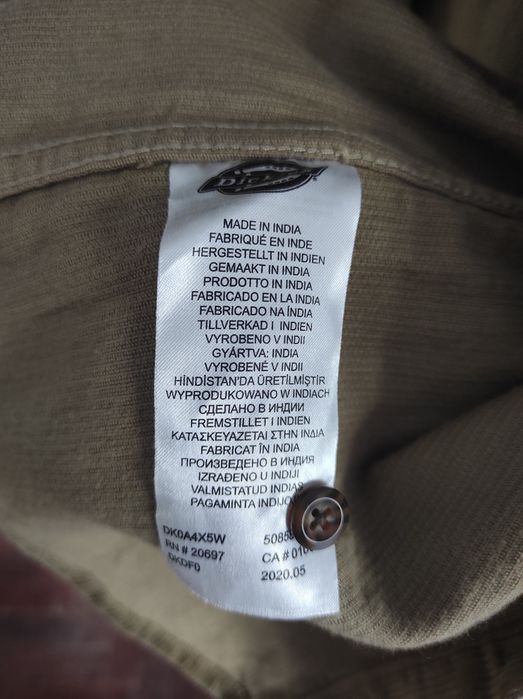 MADE IN INDIA
FABRIQUÉ EN INDE
HERGESTELLT IN INDIEN
GEMAAKT IN INDIA
PRODOTTO IN INDIA
FABRICADO EN LA INDIA
FABRICADO NA ÍNDIA
TILLVERKAD I INDIEN
VYROBENO V INDII
GYÁRTVA: INDIA
VYROBENÉ V INDII
HİNDİSTAN'DA ÜRETİLMİŞTİR
WYPRODUKOWANO W INDIACH
СДЕЛАНО В ИНДИИ
FREMSTILLET I INDIEN
ΚΑΤΑΣΚΕΥΑΖΕΤΑΙ ΣΤΗΝ ΙΝΔΙΑ
FABRICAT ÎN INDIA
ПРОИЗВЕДЕНО В ИНДИЯ
IZRAĐENO U INDIJI
VALMISTATUD INDIAS
PAGAMINTA
DK0A4X5W
RN # 20697 CA #
DKDF0 2020.05